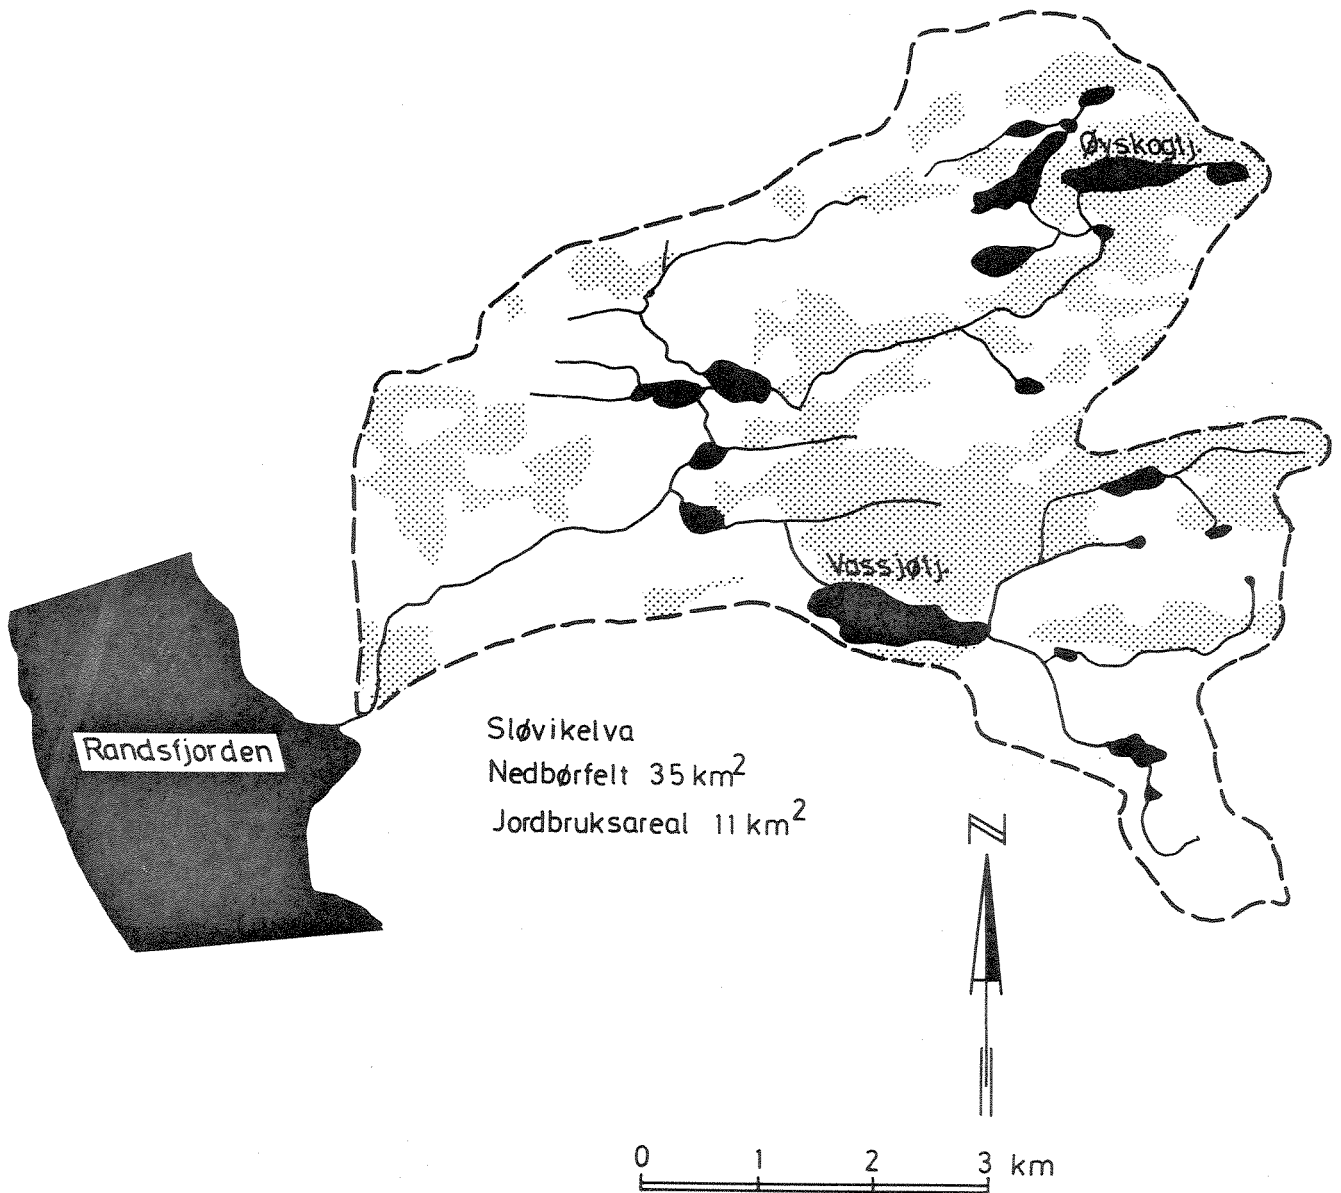 Øyskogtj.
Vassjøtj.
Randsfjorden
Sløvikelva
Nedbørfelt 35 km²
Jordbruksareal 11 km²
N
0 1 2 3 km